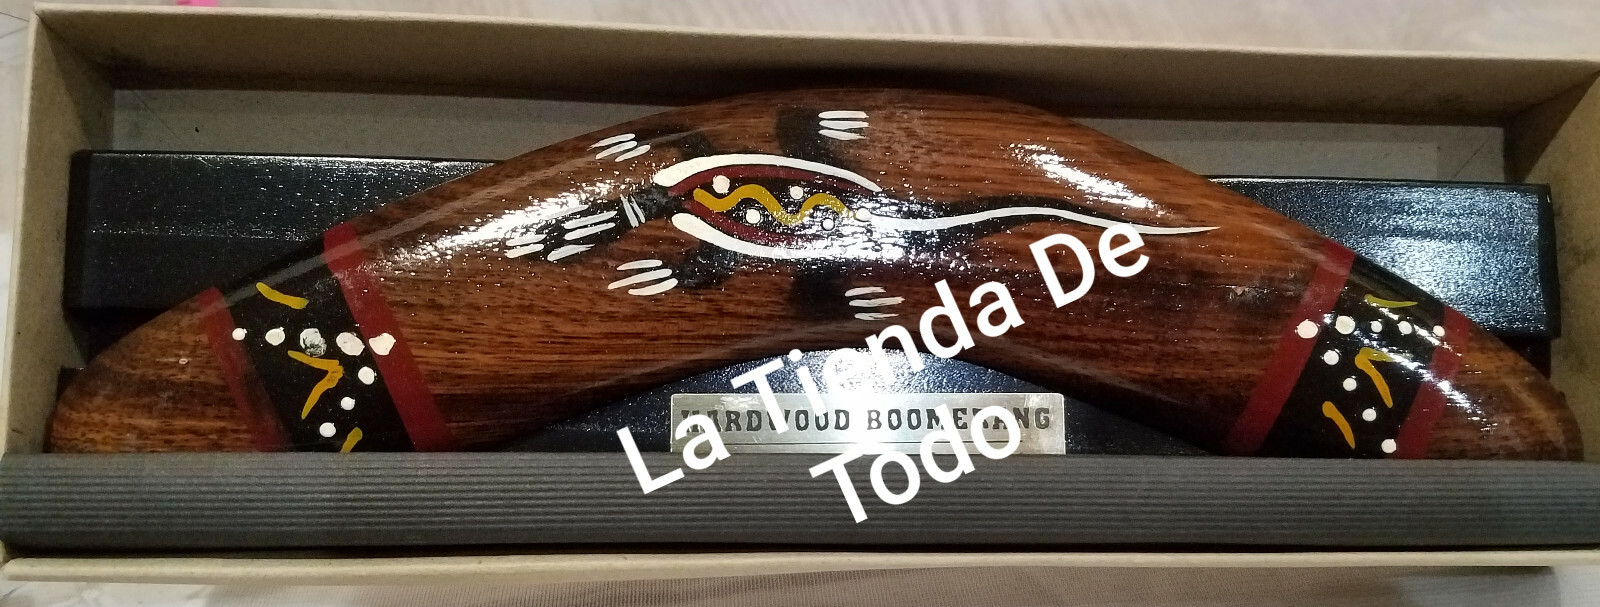 HARDWOOD BOOMERANG
La Tienda De
Todo